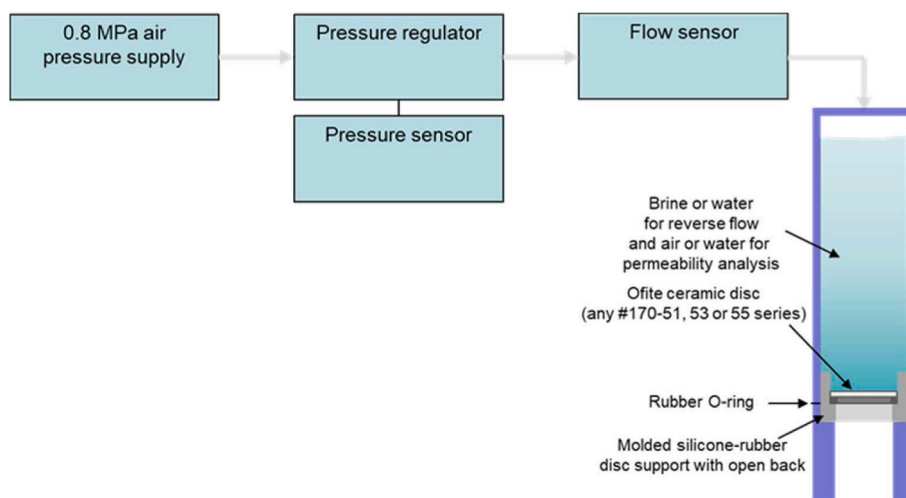 0.8 MPa air
pressure supply
Pressure regulator
Flow sensor
Pressure sensor
Brine or water
for reverse flow
and air or water for
permeability analysis
Ofite ceramic disc
(any #170-51, 53 or 55 series)
Rubber O-ring
Molded silicone-rubber
disc support with open back